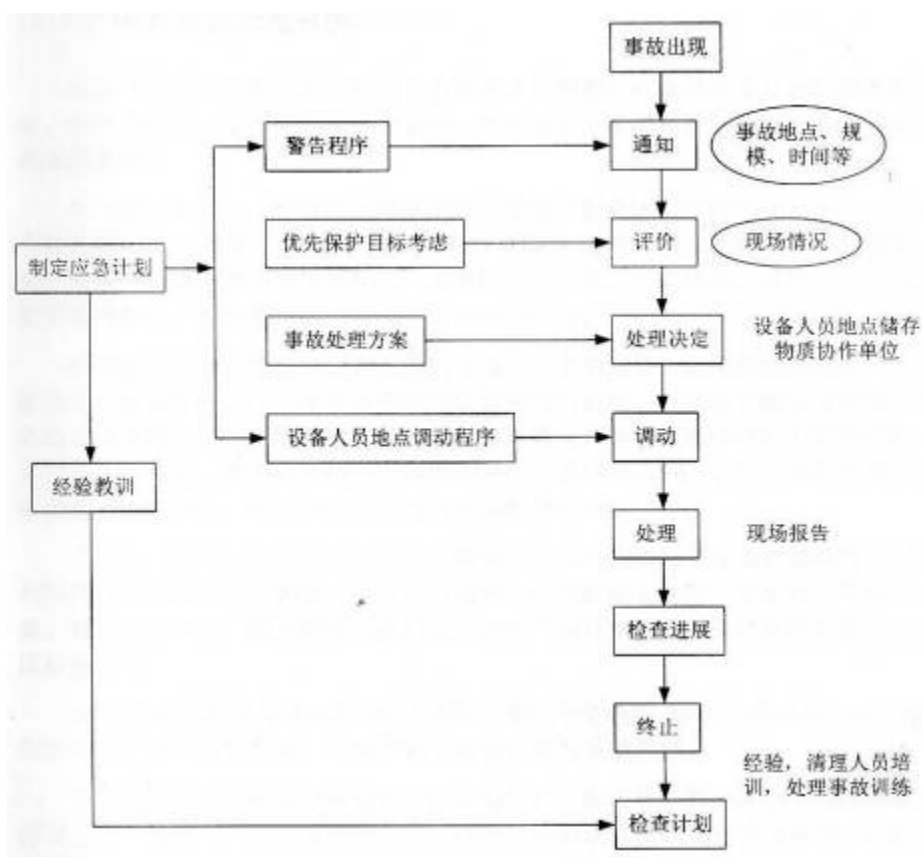 事故出现
警告程序
通知
事故地点、规
模、时间等
优先保护目标考虑
评价
现场情况
制定应急计划
事故处理方案
处理决定
设备人员地点储存
物质协作单位
设备人员地点调动程序
调动
经验教训
处理
现场报告
检查进展
终止
经验，清理人员培
训，处理事故训练
检查计划